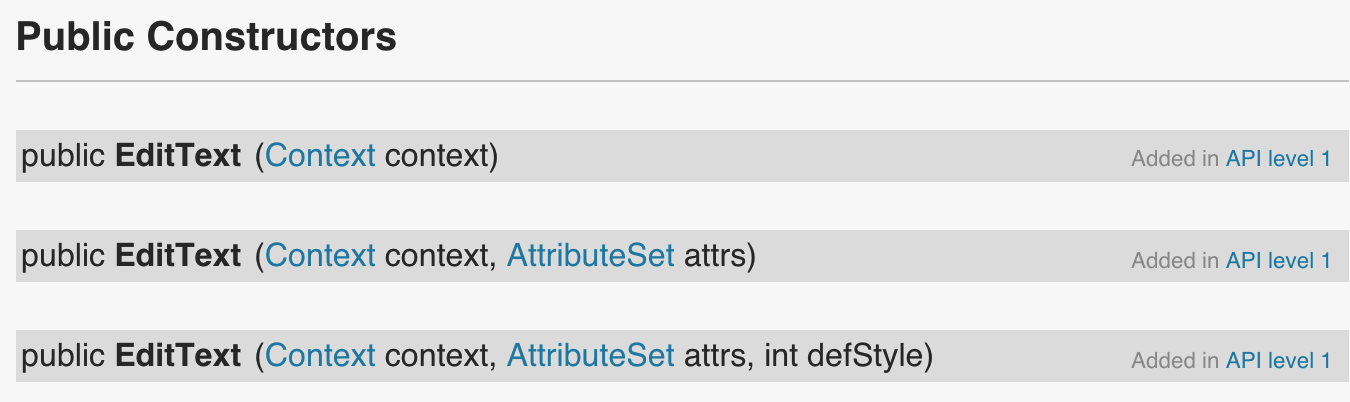 Public Constructors
public EditText (Context context) Added in API level 1
public EditText (Context context, AttributeSet attrs) Added in API level 1
public EditText (Context context, AttributeSet attrs, int defStyle) Added in API level 1